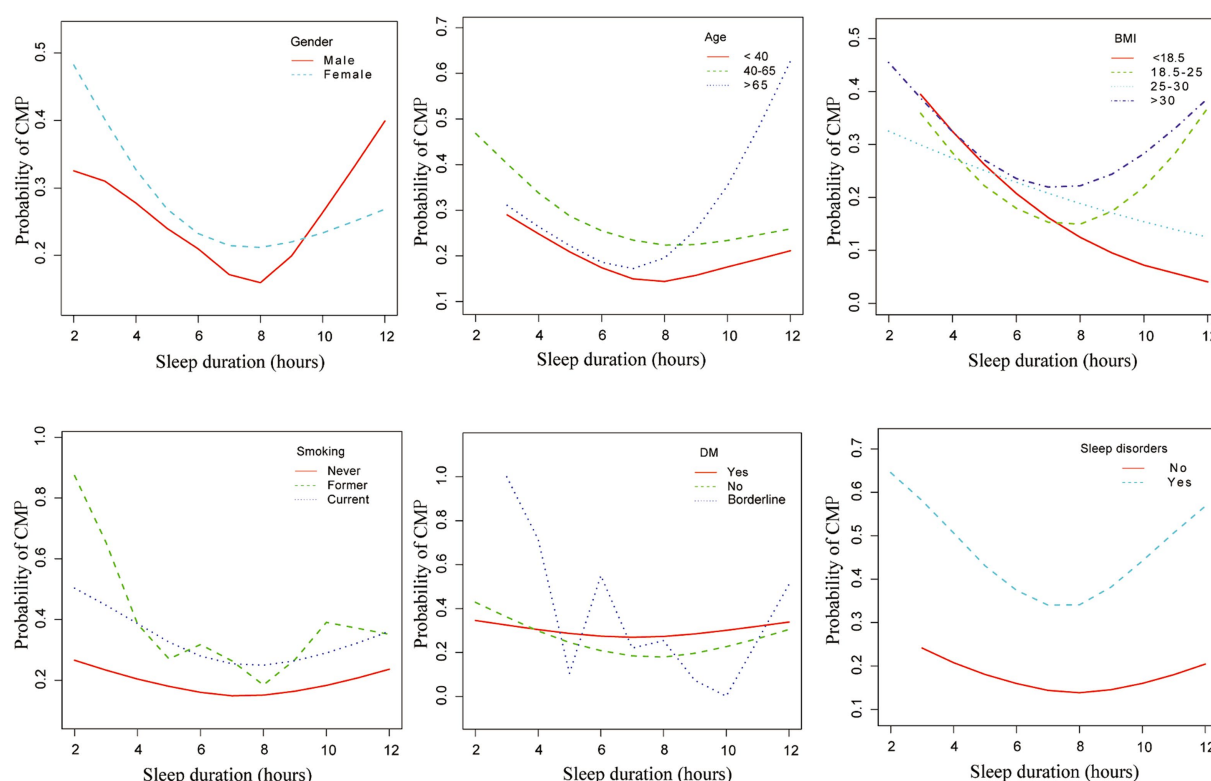 Probability of CMP
0.2 0.3 0.4 0.5
Gender
Male
Female
2 4 6 8 10 12
Sleep duration (hours)
Probability of CMP
0.1 0.2 0.3 0.4 0.5 0.6 0.7
Age
< 40
40-65
>65
2 4 6 8 10 12
Sleep duration (hours)
Probability of CMP
0.0 0.1 0.2 0.3 0.4 0.5
BMI
<18.5
18.5-25
25-30
>30
2 4 6 8 10 12
Sleep duration (hours)
Probability of CMP
0.2 0.4 0.6 0.8 1.0
Smoking
Never
Former
Current
2 4 6 8 10 12
Sleep duration (hours)
Probability of CMP
0.0 0.2 0.4 0.6 0.8 1.0
DM
Yes
No
Borderline
2 4 6 8 10 12
Sleep duration (hours)
Probability of CMP
0.1 0.2 0.3 0.4 0.5 0.6 0.7
Sleep disorders
No
Yes
2 4 6 8 10 12
Sleep duration (hours)